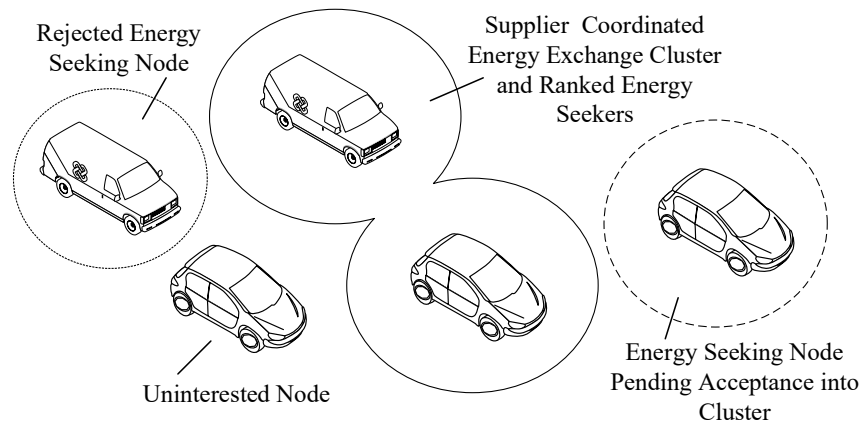 Rejected Energy
Seeking Node
Supplier Coordinated
Energy Exchange Cluster
and Ranked Energy
Seekers
Uninterested Node
Energy Seeking Node
Pending Acceptance into
Cluster